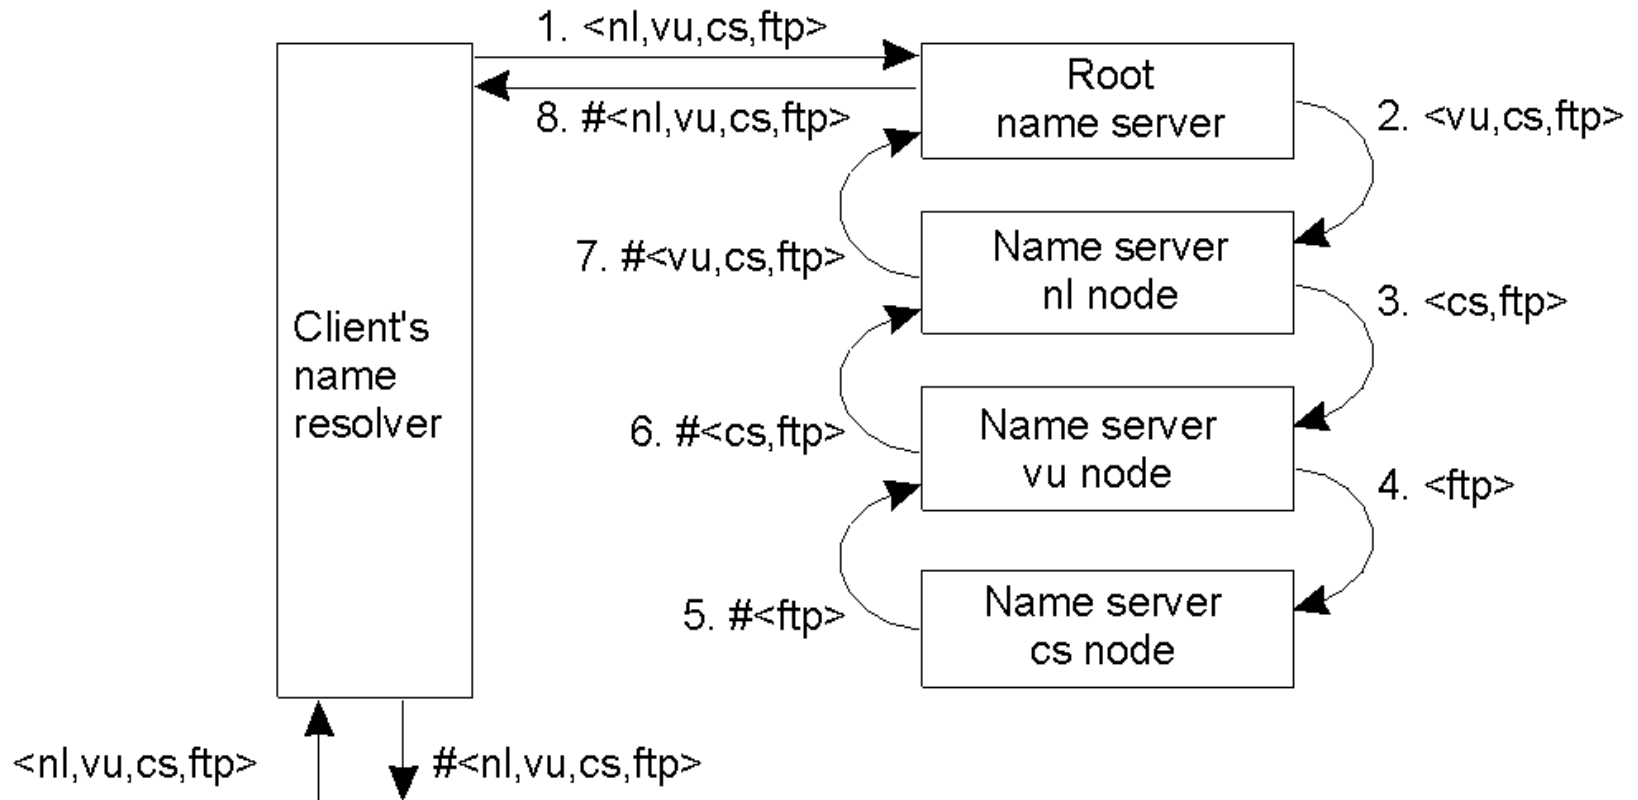 1. <nl,vu,cs,ftp>
Root
name server
8. #<nl,vu,cs,ftp>
2. <vu,cs,ftp>
Name server
nl node
7. #<vu,cs,ftp>
3. <cs,ftp>
Client's
name
resolver
Name server
vu node
6. #<cs,ftp>
4. <ftp>
Name server
cs node
5. #<ftp>
<nl,vu,cs,ftp>
#<nl,vu,cs,ftp>